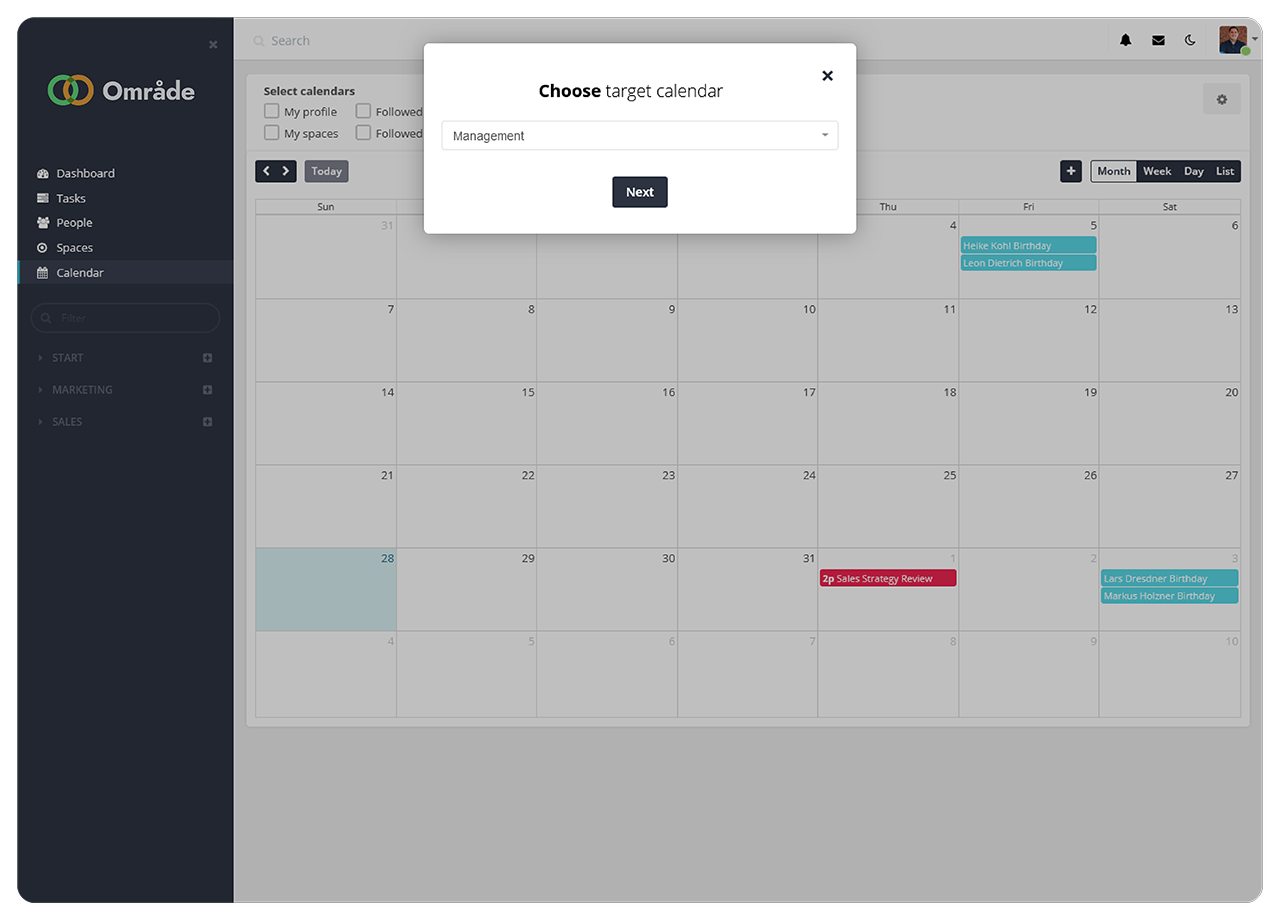 Område
Dashboard
Tasks
People
Spaces
Calendar
Filter
START
MARKETING
SALES
Search
Select calendars
My profile Followed
My spaces Followed
Choose target calendar
Management
Next
Today
Month Week Day List
Sun Thu Fri Sat
31 4 5 6
Heike Kohl Birthday
Leon Dietrich Birthday
7 8 9 10 11 12 13
14 15 16 17 18 19 20
21 22 23 24 25 26 27
28 29 30 31 1 2 3
2p Sales Strategy Review Lars Dresdner Birthday
Markus Holzner Birthday
4 5 6 7 8 9 10